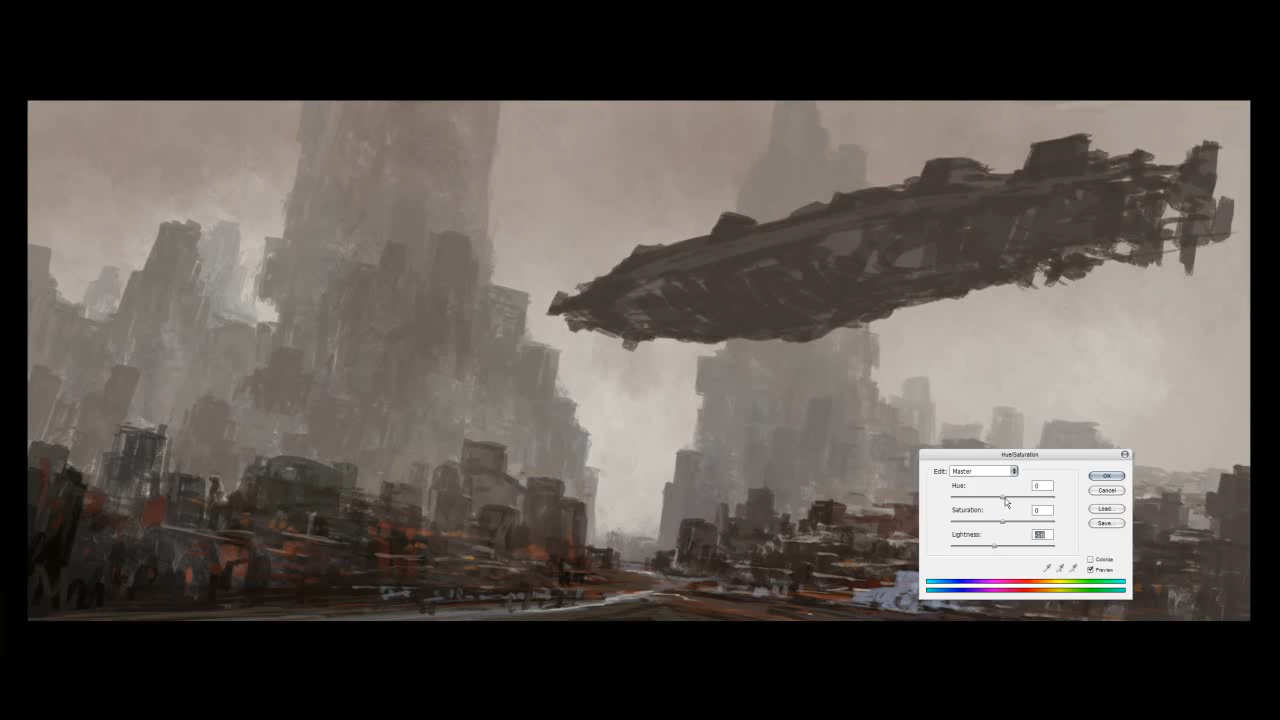 Hue/Saturation
Edit: Master
Hue: 0
Saturation: 0
Lightness:
OK
Cancel
Load...
Save...
Colorize
Preview